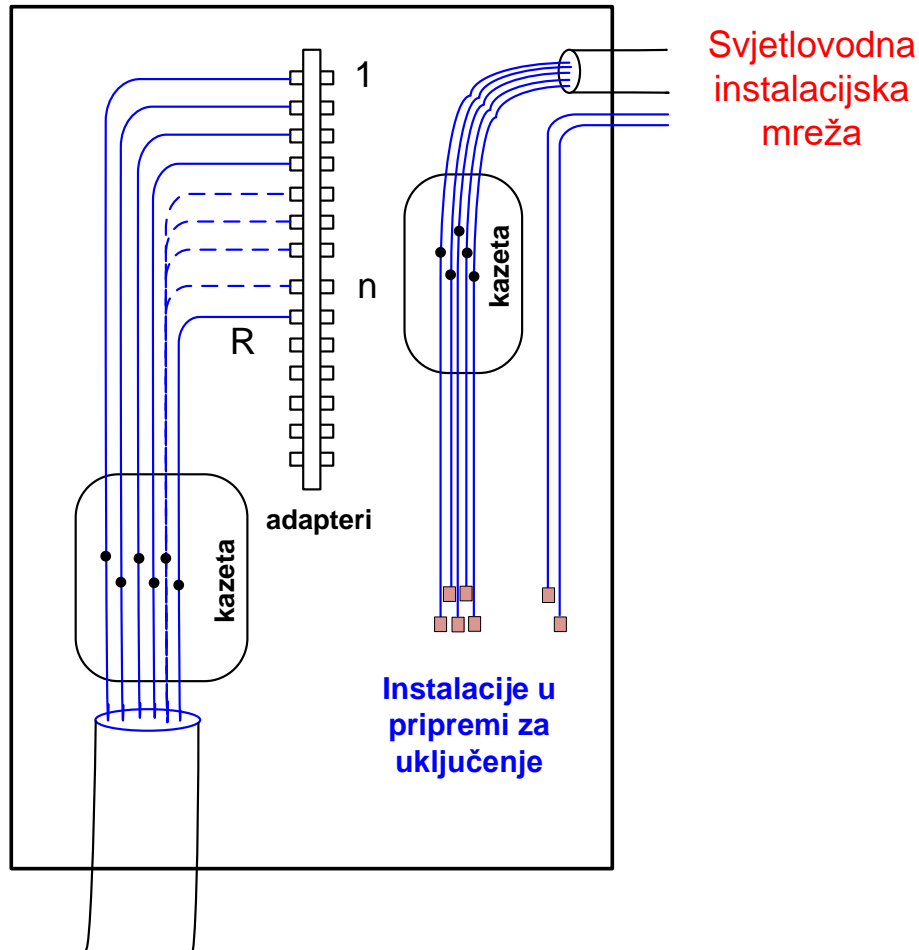 Svjetlovodna
instalacijska
mreža
1
n
R
kazeta
adapteri
kazeta
Instalacije u
pripremi za
uključenje